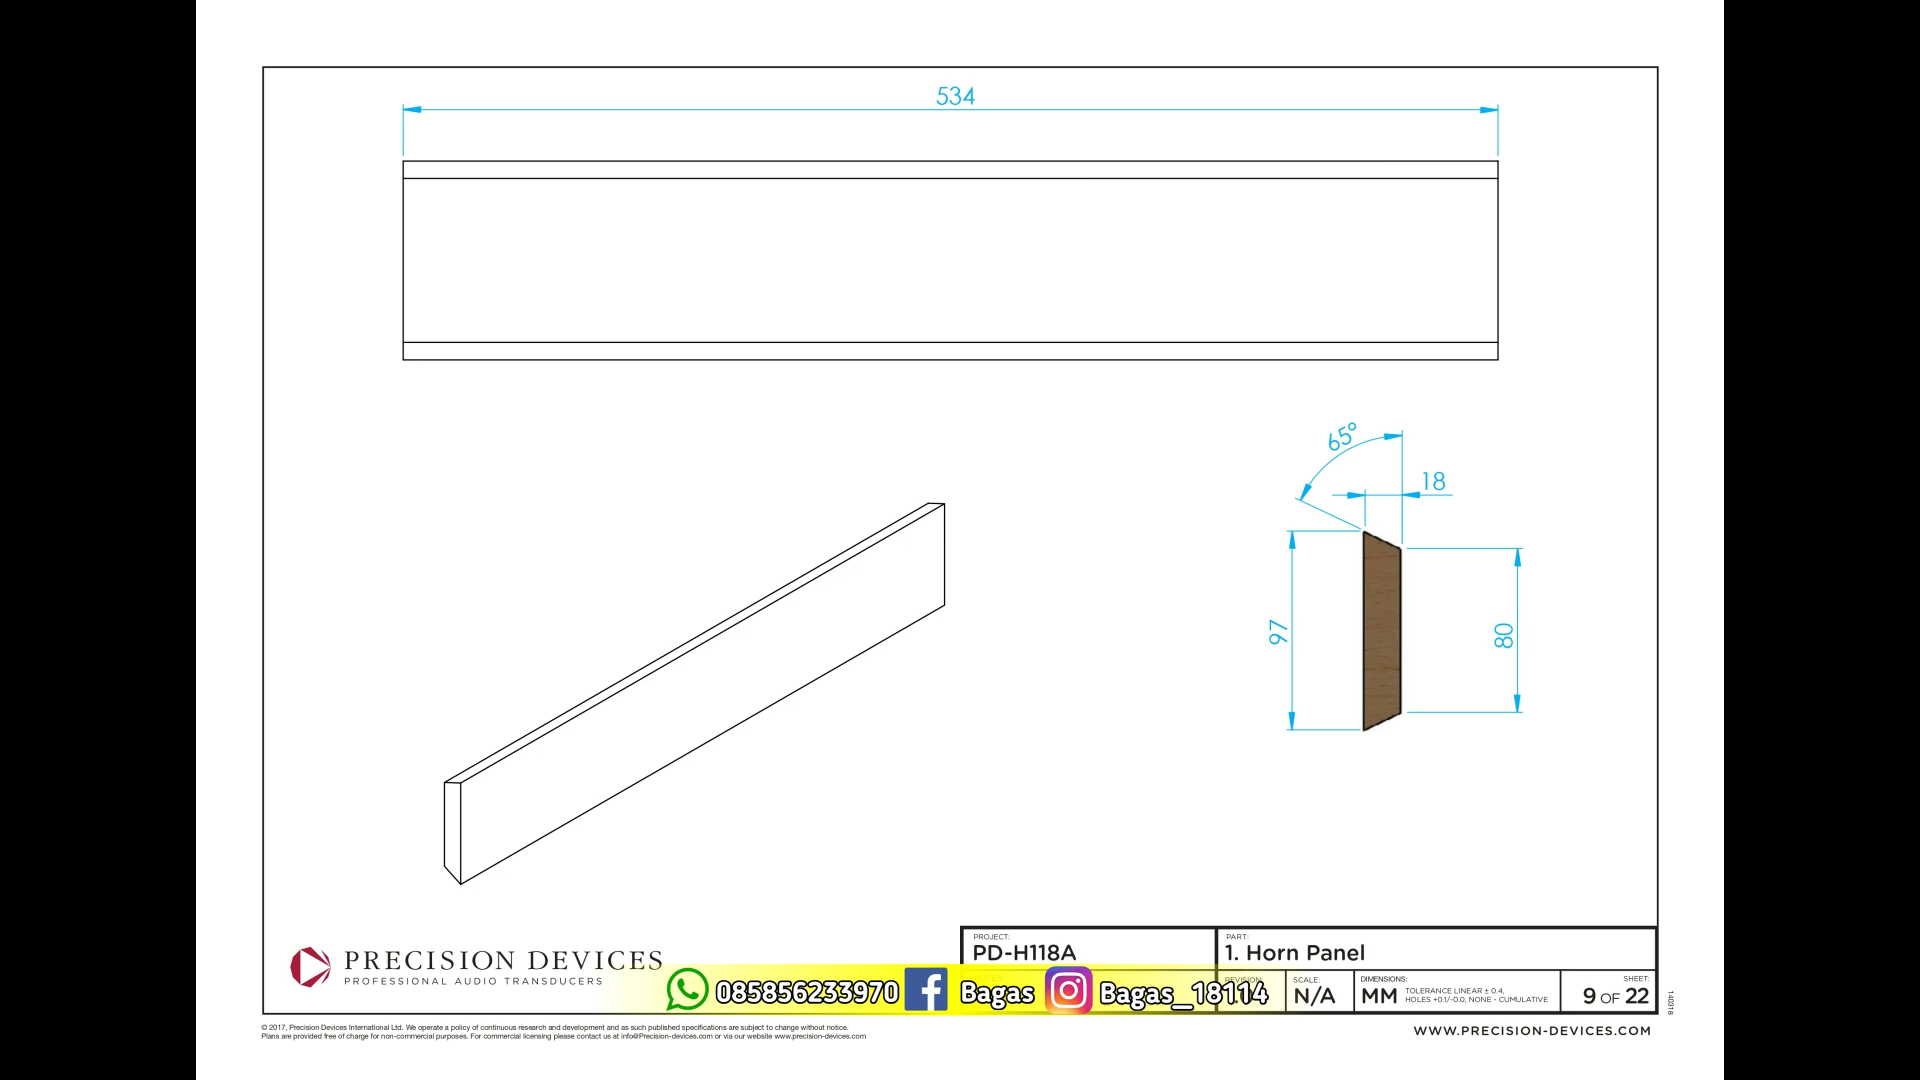 534
65°
18
97
80
PROJECT:
PD-H118A
PART:
1. Horn Panel
PRECISION DEVICES
PROFESSIONAL AUDIO TRANSDUCERS
085856233970 Bagas Bagas_18114
REVISION:
SCALE:
N/A
DIMENSIONS:
MM
TOLERANCE LINEAR ± 0.4,
HOLES +0.1/-0.0, NONE - CUMULATIVE
SHEET:
9 OF 22
140318
© 2017, Precision Devices International Ltd. We operate a policy of continuous research and development and as such published specifications are subject to change without notice.
Plans are provided free of charge for non-commercial purposes. For commercial licensing please contact us at info@Precision-devices.com or via our website www.precision-devices.com
WWW.PRECISION-DEVICES.COM